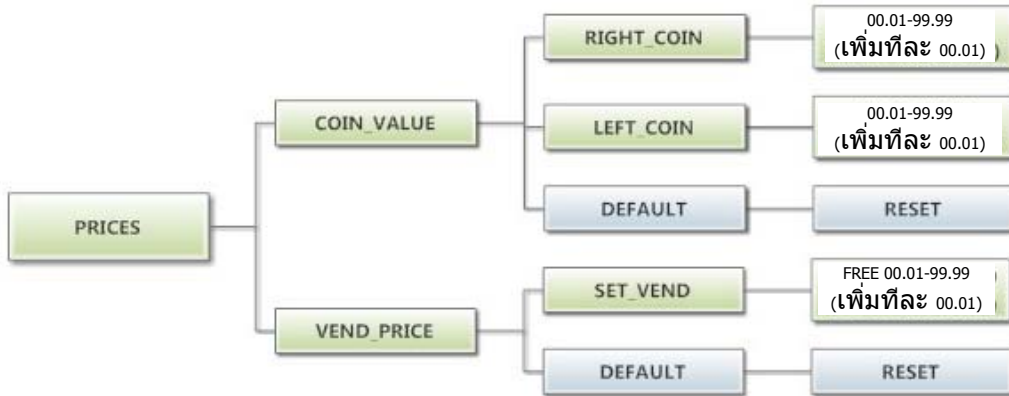 PRICES
COIN_VALUE
RIGHT_COIN
00.01-99.99
(เพิ่มทีละ 00.01) )
LEFT_COIN
00.01-99.99
(เพิ่มทีละ 00.01)
DEFAULT
RESET
VEND_PRICE
SET_VEND
FREE 00.01-99.99
(เพิ่มทีละ 00.01)
DEFAULT
RESET